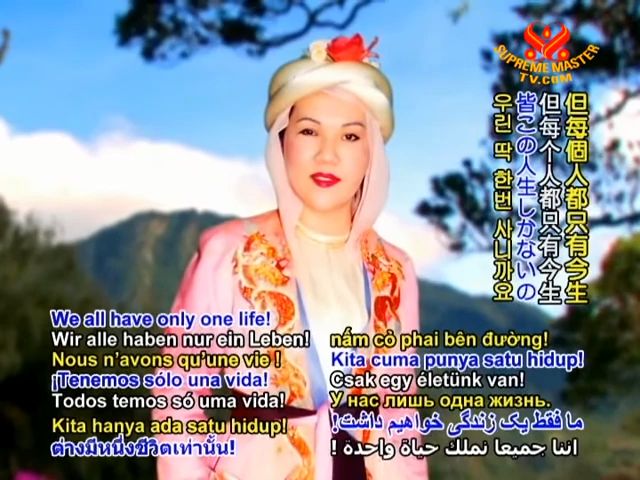 SUPREME MASTER
TV.COM
但每個人都只有今生
但每个人都只有今生
皆この人生しかないの
우린 딱 한번 사니까요
We all have only one life!
Wir alle haben nur ein Leben!
Nous n'avons qu'une vie !
¡Tenemos sólo una vida!
Todos temos só uma vida!
Kita hanya ada satu hidup!
ต่างมีหนึ่งชีวิตเท่านั้น!
nấm cỏ phai bên đường!
Kita cuma punya satu hidup!
Csak egy életünk van!
У нас лишь одна жизнь.
ما فقط یک زندگی خواهیم داشت!
اننا جميعا نملك حياة واحدة !